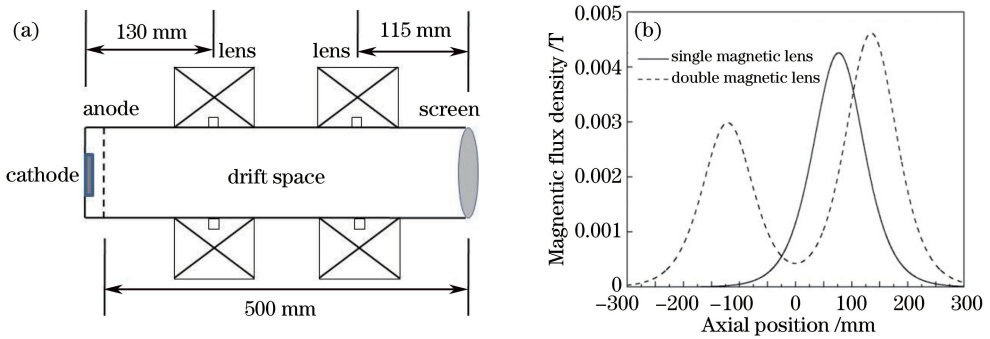 (a)
130 mm
115 mm
lens
lens
anode
screen
cathode
drift space
500 mm
(b)
Magnentic flux density /T
0.005
0.004
0.003
0.002
0.001
0
single magnetic lens
double magnetic lens
−300 −200 −100 0 100 200 300
Axial position /mm